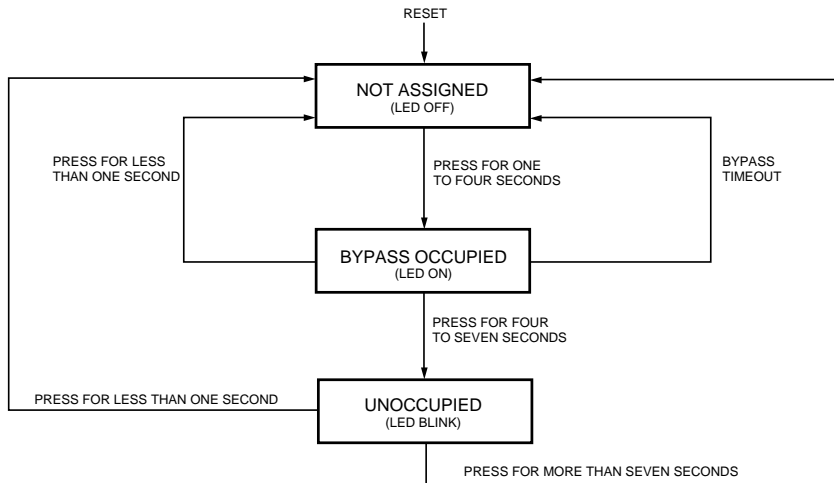 RESET
NOT ASSIGNED
(LED OFF)
PRESS FOR LESS
THAN ONE SECOND
PRESS FOR ONE
TO FOUR SECONDS
BYPASS
TIMEOUT
BYPASS OCCUPIED
(LED ON)
PRESS FOR FOUR
TO SEVEN SECONDS
PRESS FOR LESS THAN ONE SECOND
UNOCCUPIED
(LED BLINK)
PRESS FOR MORE THAN SEVEN SECONDS